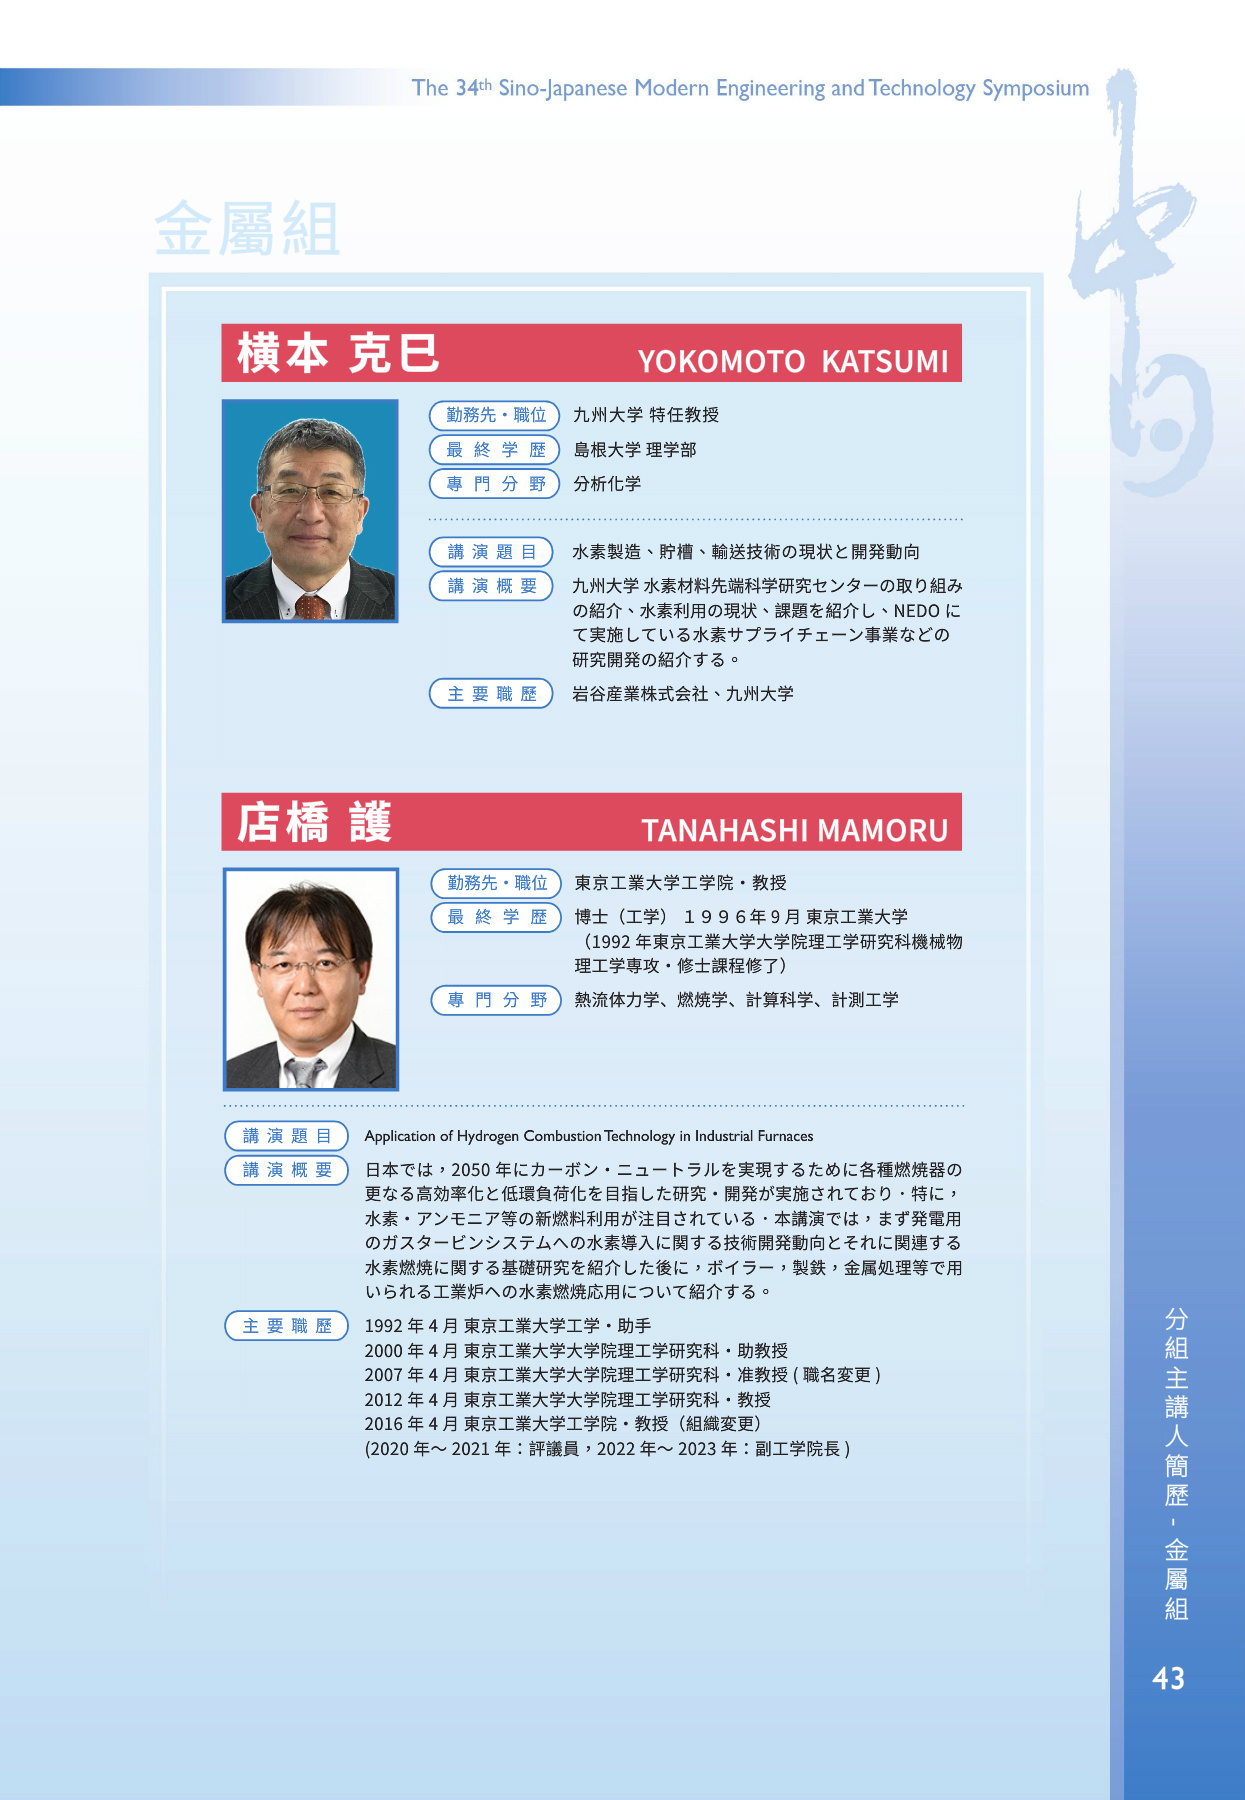 The 34th Sino-Japanese Modern Engineering and Technology Symposium
中日
金屬組
横本 克巳 YOKOMOTO KATSUMI
勤務先・職位 九州大学 特任教授
最終学歴 島根大学 理学部
專門分野 分析化学
講演題目 水素製造、貯槽、輸送技術の現状と開発動向
講演概要 九州大学 水素材料先端科学研究センターの取り組み
の紹介、水素利用の現状、課題を紹介し、NEDO に
て実施している水素サプライチェーン事業などの
研究開発の紹介する。
主要職歴 岩谷産業株式会社、九州大学
店橋 護 TANAHASHI MAMORU
勤務先・職位 東京工業大学工学院・教授
最終学歴 博士（工学） １９９６年９月 東京工業大学
（1992 年東京工業大学大学院理工学研究科機械物
理工学専攻・修士課程修了）
專門分野 熱流体力学、燃焼学、計算科学、計測工学
講演題目 Application of Hydrogen Combustion Technology in Industrial Furnaces
講演概要 日本では，2050 年にカーボン・ニュートラルを実現するために各種燃焼器の
更なる高効率化と低環負荷化を目指した研究・開発が実施されており．特に，
水素・アンモニア等の新燃料利用が注目されている．本講演では，まず発電用
のガスタービンシステムへの水素導入に関する技術開発動向とそれに関連する
水素燃焼に関する基礎研究を紹介した後に，ボイラー，製鉄，金属処理等で用
いられる工業炉への水素燃焼応用について紹介する。
主要職歴 1992 年 4 月 東京工業大学工学・助手
2000 年 4 月 東京工業大学大学院理工学研究科・助教授
2007 年 4 月 東京工業大学大学院理工学研究科・准教授 ( 職名変更 )
2012 年 4 月 東京工業大学大学院理工学研究科・教授
2016 年 4 月 東京工業大学工学院・教授（組織変更）
(2020 年～ 2021 年：評議員，2022 年～ 2023 年：副工学院長 )
分組主講人簡歷 - 金屬組
43